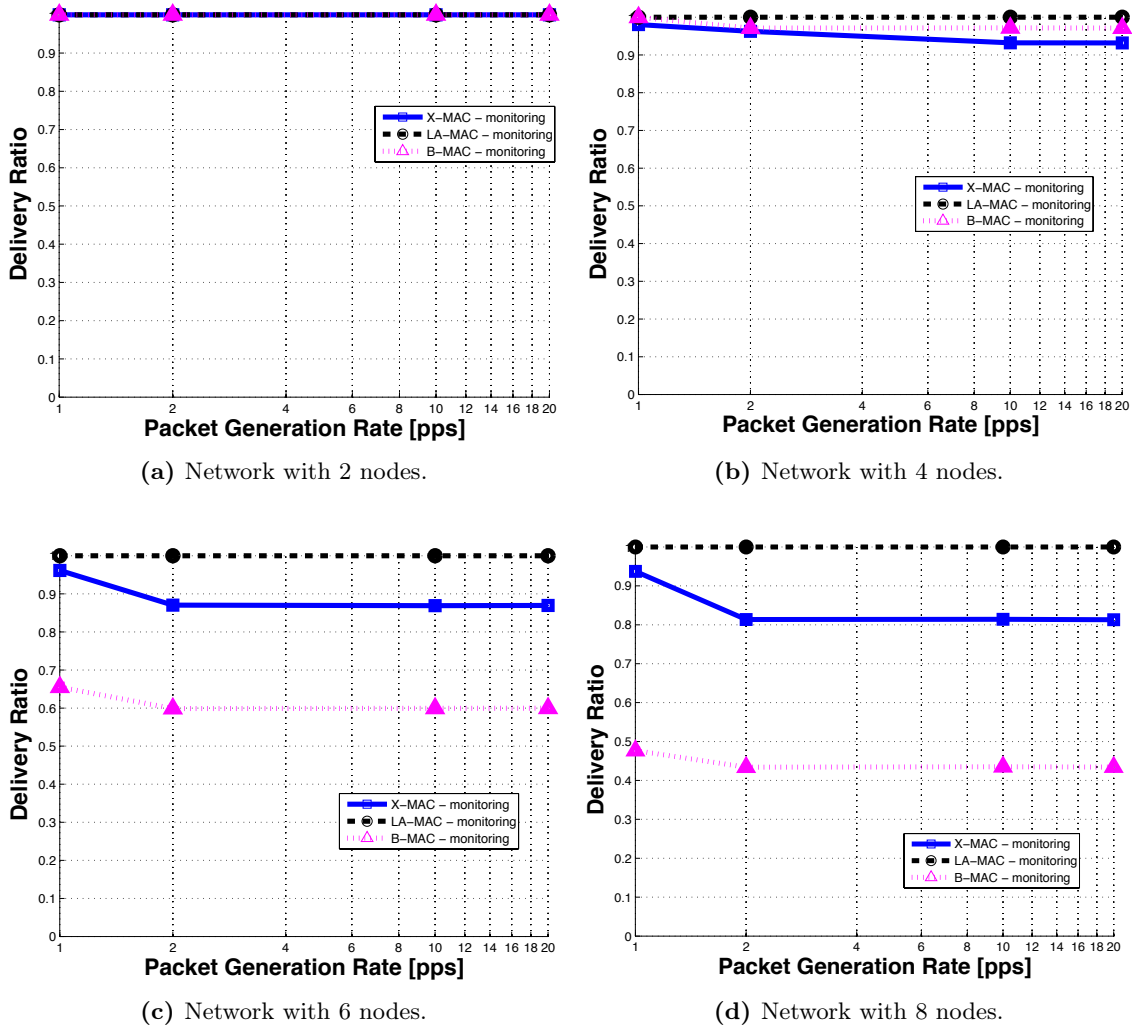 0.9
0.8
0.7
0.6
0.5
0.4
0.3
0.2
0.1
0
Delivery Ratio
X−MAC − monitoring
LA−MAC − monitoring
B−MAC − monitoring
1 2 4 6 8 10 12 14 16 18 20
Packet Generation Rate [pps]
(a) Network with 2 nodes.
0.9
0.8
0.7
0.6
0.5
0.4
0.3
0.2
0.1
0
Delivery Ratio
X−MAC − monitoring
LA−MAC − monitoring
B−MAC − monitoring
1 2 4 6 8 10 12 14 16 18 20
Packet Generation Rate [pps]
(b) Network with 4 nodes.
0.9
0.8
0.7
0.6
0.5
0.4
0.3
0.2
0.1
0
Delivery Ratio
X−MAC − monitoring
LA−MAC − monitoring
B−MAC − monitoring
1 2 4 6 8 10 12 14 16 18 20
Packet Generation Rate [pps]
(c) Network with 6 nodes.
0.9
0.8
0.7
0.6
0.5
0.4
0.3
0.2
0.1
0
Delivery Ratio
X−MAC − monitoring
LA−MAC − monitoring
B−MAC − monitoring
1 2 4 6 8 10 12 14 16 18 20
Packet Generation Rate [pps]
(d) Network with 8 nodes.